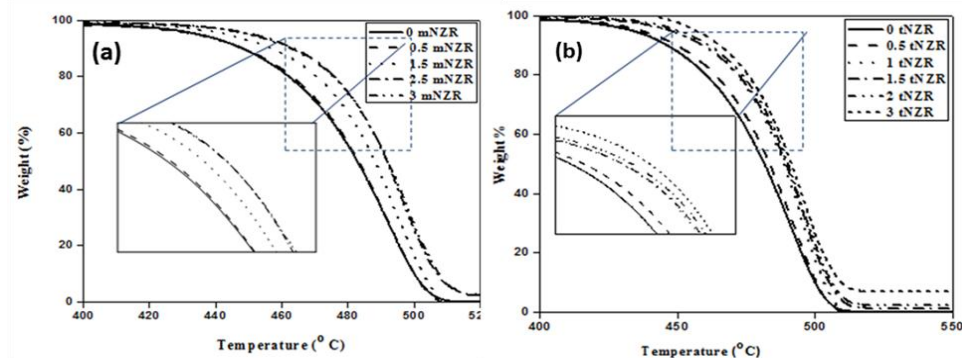 (a)
0 mNZR
0.5 mNZR
1.5 mNZR
2.5 mNZR
3 mNZR
Weight (%)
100
80
60
40
20
0
400
420
440
460
480
500
520
Temperature (° C)
(b)
0 tNZR
0.5 tNZR
1 tNZR
1.5 tNZR
2 tNZR
3 tNZR
Weight%
100
80
60
40
20
0
400
450
500
550
Temperature (° C)